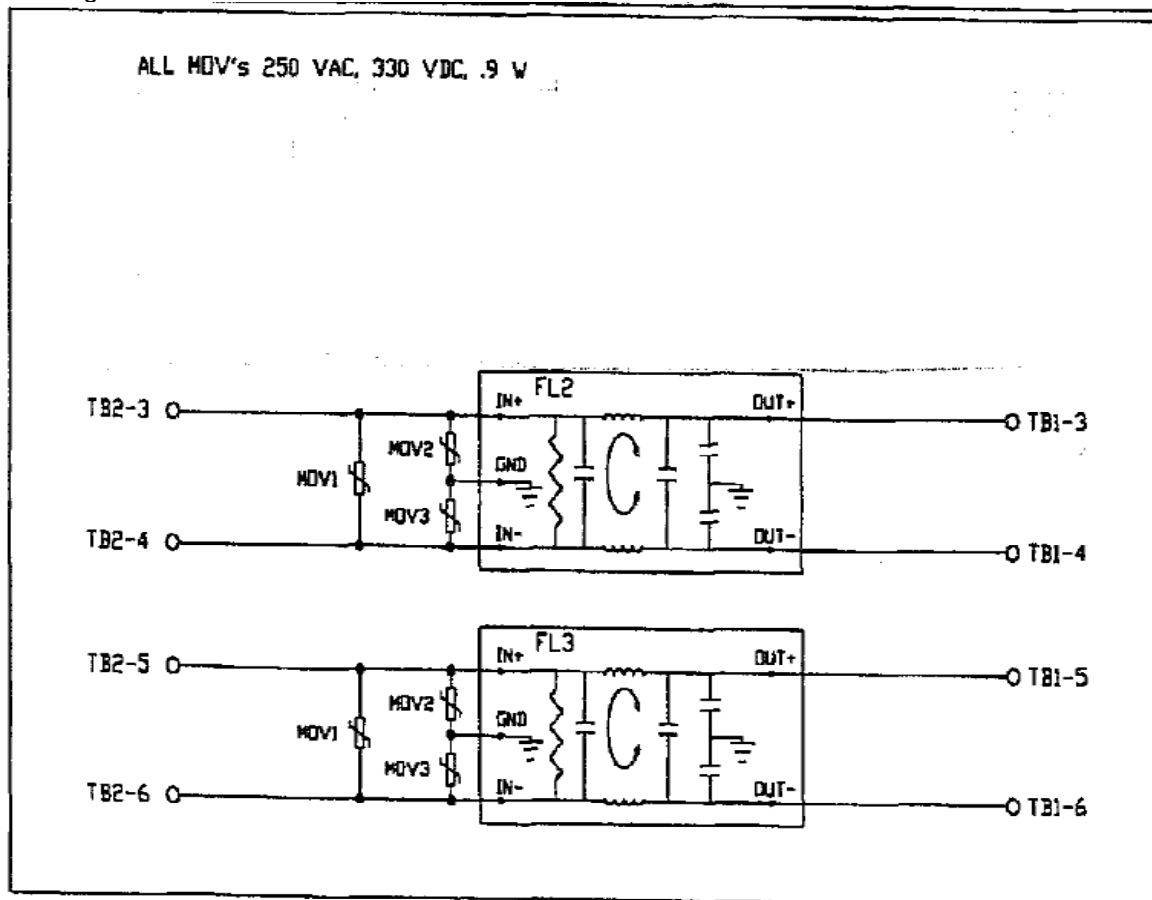 ALL MOV's 250 VAC, 330 VDC, .9 W
FL2
IN+
OUT+
TB2-3
TB1-3
MOV2
GND
MOV1
MOV3
IN-
OUT-
TB2-4
TB1-4
FL3
IN+
OUT+
TB2-5
TB1-5
MOV2
GND
MOV1
MOV3
IN-
OUT-
TB2-6
TB1-6